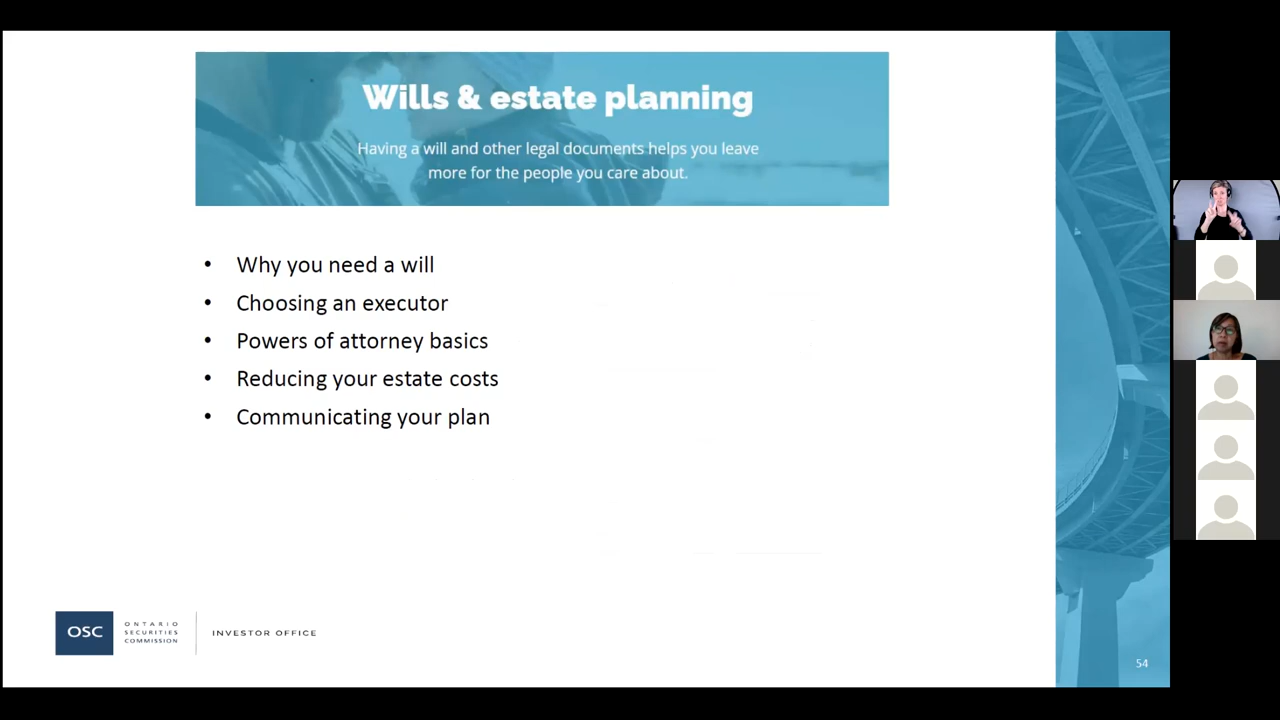 Wills & estate planning
Having a will and other legal documents helps you leave
more for the people you care about.
• Why you need a will
• Choosing an executor
• Powers of attorney basics
• Reducing your estate costs
• Communicating your plan
OSC
ONTARIO
SECURITIES
COMMISSION
INVESTOR OFFICE
54